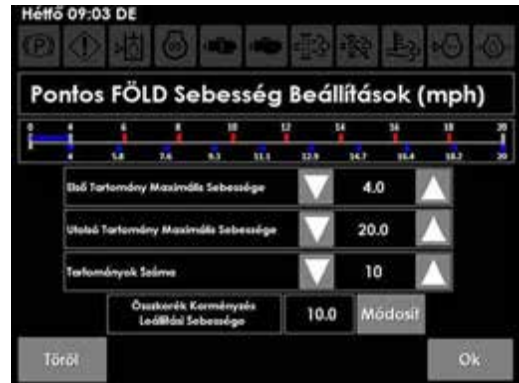 Hétfő 09:03 DE
Pontos FÖLD Sebesség Beállítások (mph)
0 4 6 8 10 12 14 16 18 20
4 5.8 7.6 9.3 11.1 12.9 14.7 16.4 18.2 20
Első Tartomány Maximális Sebessége 4.0
Utolsó Tartomány Maximális Sebessége 20.0
Tartományok Száma 10
Összkerék Kormányzás
Leállítási Sebessége 10.0 Módosít
Töröl Ok